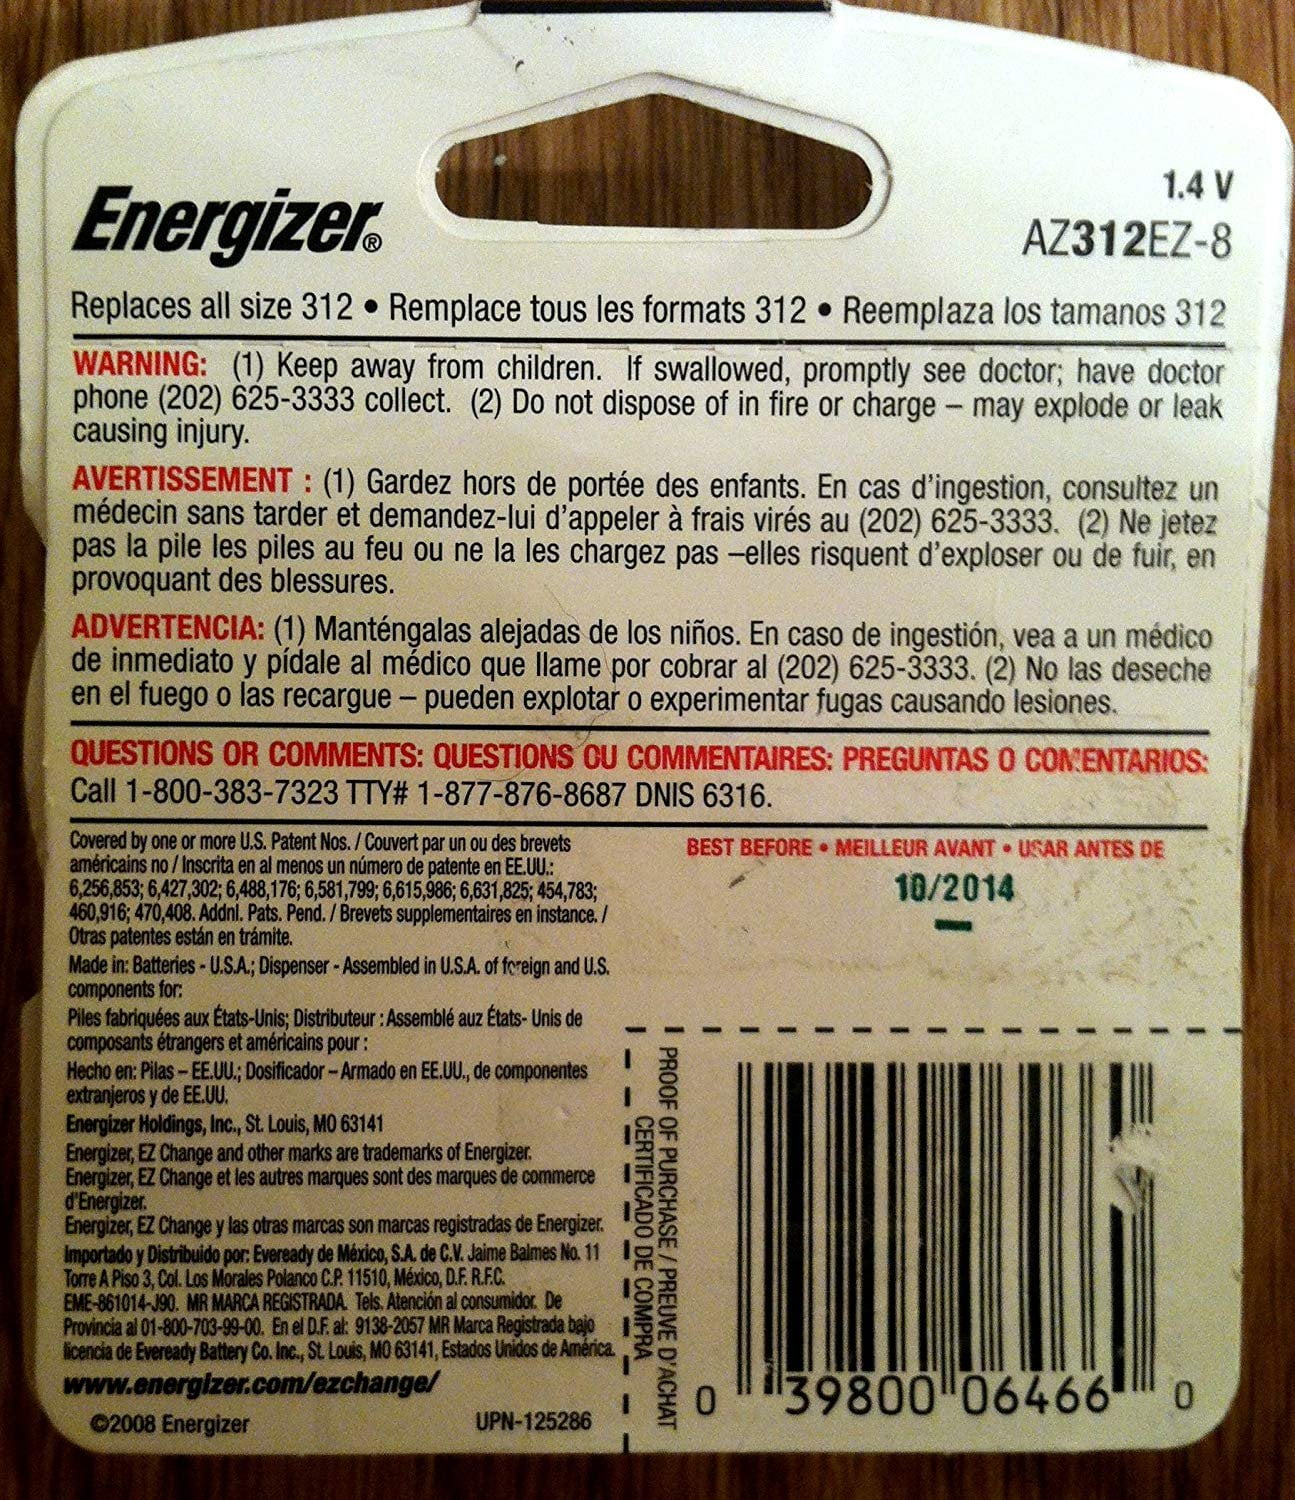 Energizer®
1.4 V
AZ312EZ-8
Replaces all size 312 • Remplace tous les formats 312 • Reemplaza los tamanos 312
WARNING: (1) Keep away from children. If swallowed, promptly see doctor; have doctor
phone (202) 625-3333 collect. (2) Do not dispose of in fire or charge – may explode or leak
causing injury.
AVERTISSEMENT : (1) Gardez hors de portée des enfants. En cas d'ingestion, consultez un
médecin sans tarder et demandez-lui d'appeler à frais virés au (202) 625-3333. (2) Ne jetez
pas la pile les piles au feu ou ne la les chargez pas –elles risquent d'exploser ou de fuir, en
provoquant des blessures.
ADVERTENCIA: (1) Manténgalas alejadas de los niños. En caso de ingestión, vea a un médico
de inmediato y pídale al médico que llame por cobrar al (202) 625-3333. (2) No las deseche
en el fuego o las recargue – pueden explotar o experimentar fugas causando lesiones.
QUESTIONS OR COMMENTS: QUESTIONS OU COMMENTAIRES: PREGUNTAS O COMENTARIOS:
Call 1-800-383-7323 TTY# 1-877-876-8687 DNIS 6316.
Covered by one or more U.S. Patent Nos. / Couvert par un ou des brevets
américains no / Inscrita en al menos un número de patente en EE.UU.:
6,256,853; 6,427,302; 6,488,176; 6,581,799; 6,615,986; 6,631,825; 454,783;
460,916; 470,408. Addnl. Pats. Pend. / Brevets supplementaires en instance. /
Otras patentes están en trámite.
Made in: Batteries - U.S.A.; Dispenser - Assembled in U.S.A. of foreign and U.S.
components for:
Piles fabriquées aux États-Unis; Distributeur : Assemblé auz États- Unis de
composants étrangers et américains pour :
Hecho en: Pilas – EE.UU.; Dosificador – Armado en EE.UU., de componentes
extranjeros y de EE.UU.
Energizer Holdings, Inc., St. Louis, MO 63141
Energizer, EZ Change and other marks are trademarks of Energizer.
Energizer, EZ Change et les autres marques sont des marques de commerce
d'Energizer.
Energizer, EZ Change y las otras marcas son marcas registradas de Energizer.
Importado y Distribuido por: Eveready de México, S.A. de C.V. Jaime Balmes No. 11
Torre A Piso 3, Col. Los Morales Polanco C.P. 11510, México, D.F. R.F.C.
EME-861014-J90. MR MARCA REGISTRADA. Tels. Atención al consumidor. De
Provincia al 01-800-703-99-00. En el D.F. al: 9138-2057 MR Marca Registrada bajo
licencia de Eveready Battery Co. Inc., St. Louis, MO 63141, Estados Unidos de América.
www.energizer.com/ezchange/
©2008 Energizer
UPN-125286
BEST BEFORE • MEILLEUR AVANT • USAR ANTES DE
10/2014
PROOF OF PURCHASE / PREUVE D'ACHAT
CERTIFICADO DE COMPRA
0 39800 06466 0